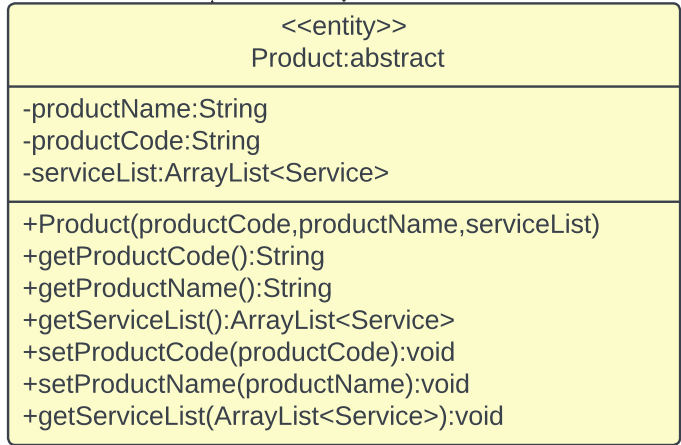 <<entity>>
Product:abstract
-productName:String
-productCode:String
-serviceList:ArrayList<Service>
+Product(productCode,productName,serviceList)
+getProductCode():String
+getProductName():String
+getServiceList():ArrayList<Service>
+setProductCode(productCode):void
+setProductName(productName):void
+getServiceList(ArrayList<Service>):void